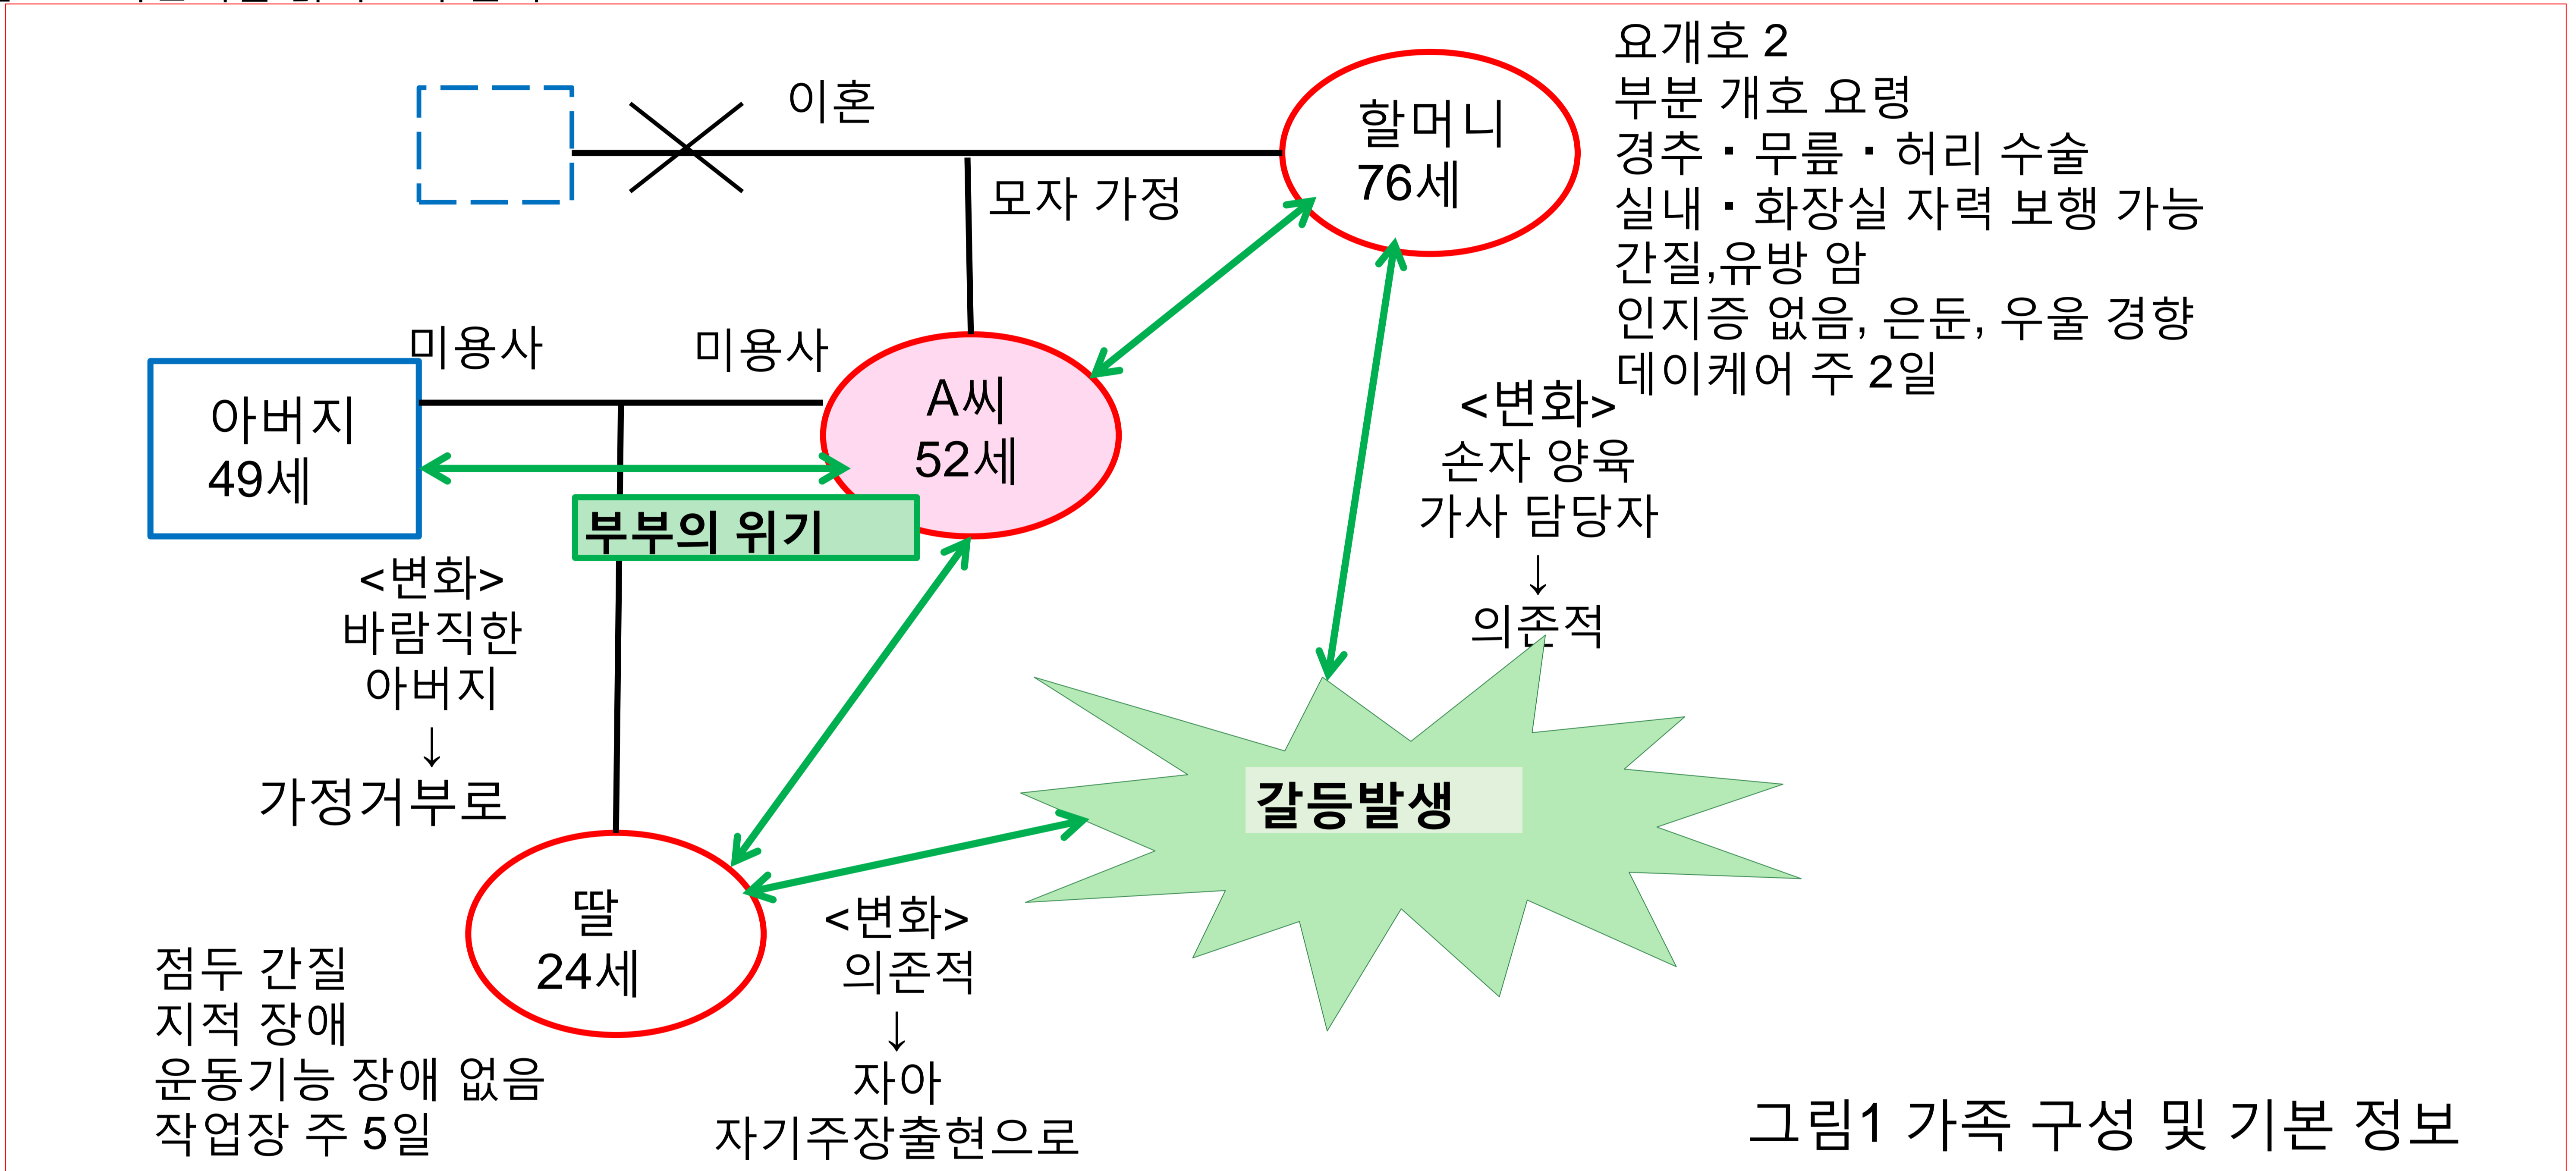 이혼
할머니
76세
모자 가정
요개호 2
부분 개호 요령
경추・무릎・허리 수술
실내・화장실 자력 보행 가능
간질,유방 암
인지증 없음, 은둔, 우울 경향
데이케어 주 2일
<변화>
손자 양육
가사 담당자
↓
의존적
미용사
미용사
아버지
49세
A씨
52세
부부의 위기
<변화>
바람직한
아버지
↓
가정거부로
갈등발생
딸
24세
<변화>
의존적
↓
자아
자기주장출현으로
점두 간질
지적 장애
운동기능 장애 없음
작업장 주 5일
그림1 가족 구성 및 기본 정보